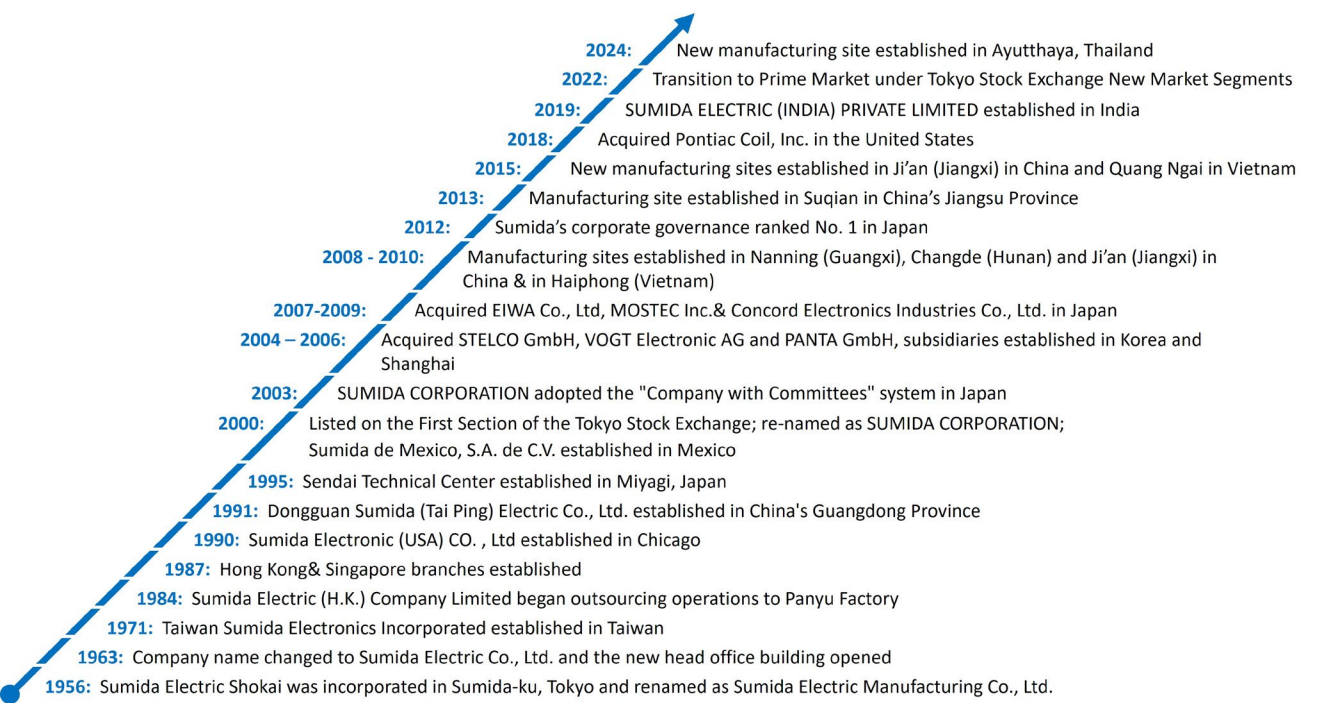 2024: New manufacturing site established in Ayutthaya, Thailand
2022: Transition to Prime Market under Tokyo Stock Exchange New Market Segments
2019: SUMIDA ELECTRIC (INDIA) PRIVATE LIMITED established in India
2018: Acquired Pontiac Coil, Inc. in the United States
2015: New manufacturing sites established in Ji’an (Jiangxi) in China and Quang Ngai in Vietnam
2013: Manufacturing site established in Suqian in China’s Jiangsu Province
2012: Sumida’s corporate governance ranked No. 1 in Japan
2008 - 2010: Manufacturing sites established in Nanning (Guangxi), Changde (Hunan) and Ji’an (Jiangxi) in
China & in Haiphong (Vietnam)
2007-2009: Acquired EIWA Co., Ltd, MOSTEC Inc.& Concord Electronics Industries Co., Ltd. in Japan
2004 – 2006: Acquired STELCO GmbH, VOGT Electronic AG and PANTA GmbH, subsidiaries established in Korea and
Shanghai
2003: SUMIDA CORPORATION adopted the "Company with Committees" system in Japan
2000: Listed on the First Section of the Tokyo Stock Exchange; re-named as SUMIDA CORPORATION;
Sumida de Mexico, S.A. de C.V. established in Mexico
1995: Sendai Technical Center established in Miyagi, Japan
1991: Dongguan Sumida (Tai Ping) Electric Co., Ltd. established in China's Guangdong Province
1990: Sumida Electronic (USA) CO. , Ltd established in Chicago
1987: Hong Kong& Singapore branches established
1984: Sumida Electric (H.K.) Company Limited began outsourcing operations to Panyu Factory
1971: Taiwan Sumida Electronics Incorporated established in Taiwan
1963: Company name changed to Sumida Electric Co., Ltd. and the new head office building opened
1956: Sumida Electric Shokai was incorporated in Sumida-ku, Tokyo and renamed as Sumida Electric Manufacturing Co., Ltd.